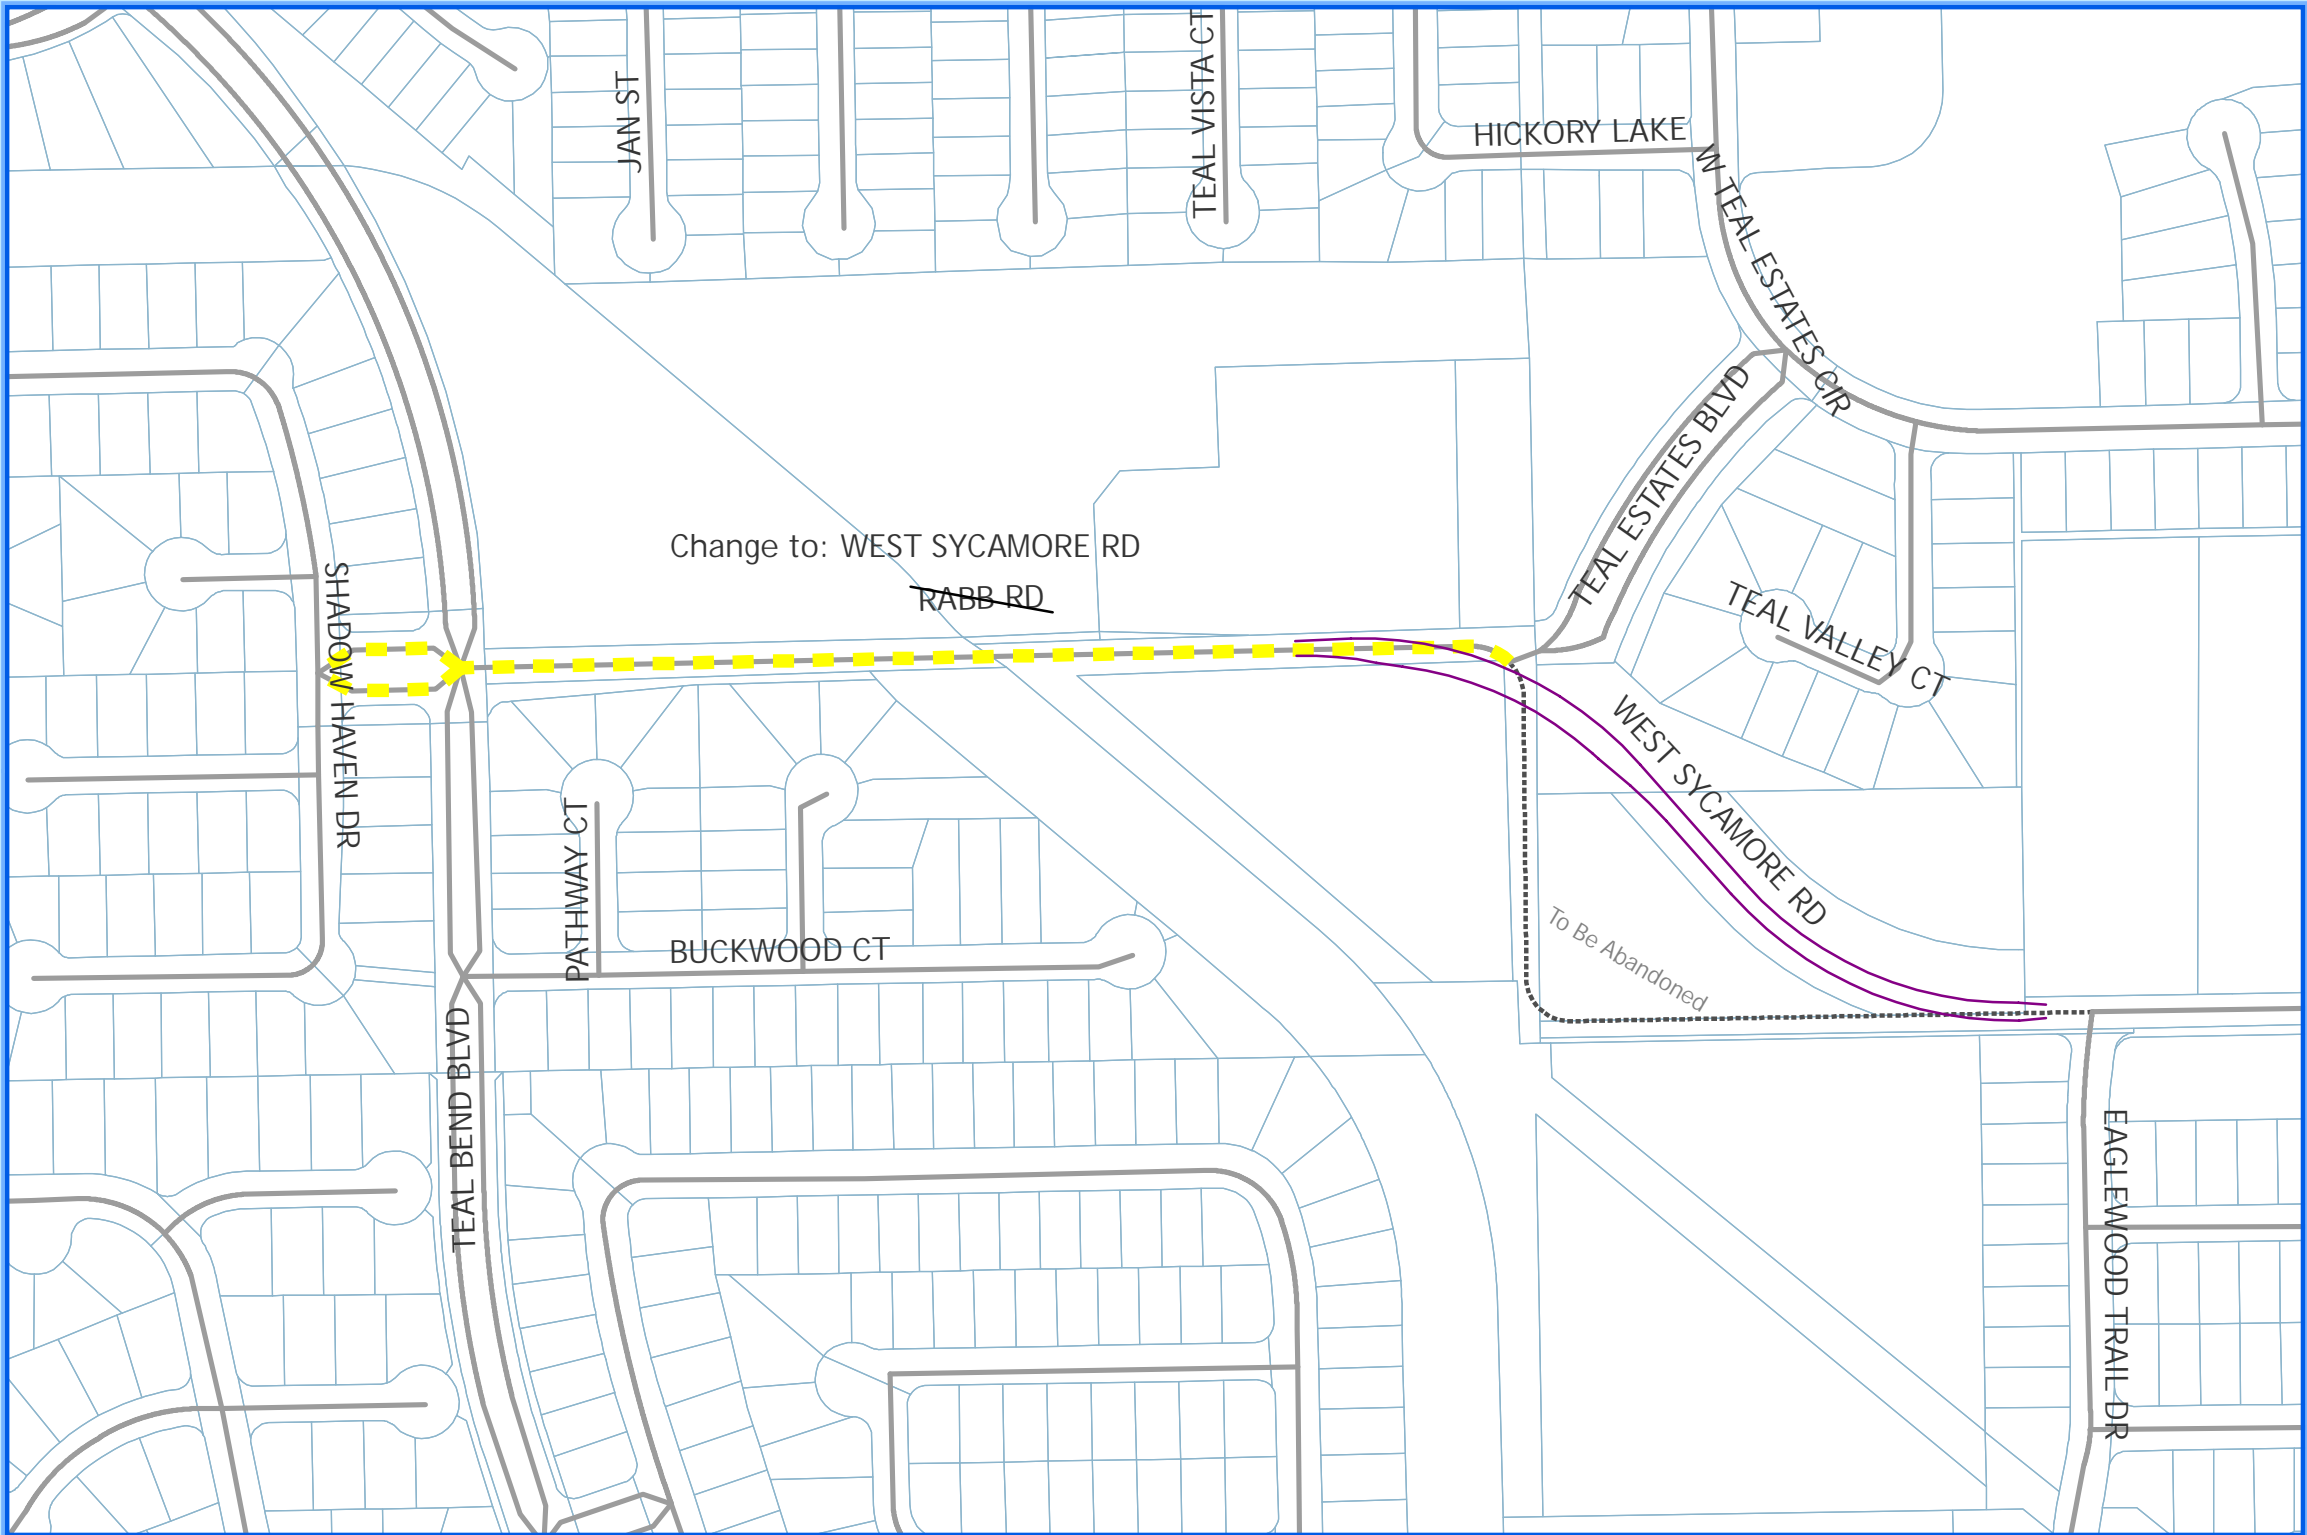 JAN ST
TEAL VISTA CT
HICKORY LAKE
W TEAL ESTATES CIR
TEAL ESTATES BLVD
Change to: WEST SYCAMORE RD
RABB RD
SHADOW HAVEN DR
TEAL VALLEY CT
WEST SYCAMORE RD
PATHWAY CT
BUCKWOOD CT
To Be Abandoned
TEAL BEND BLVD
EAGLEWOOD TRAIL DR